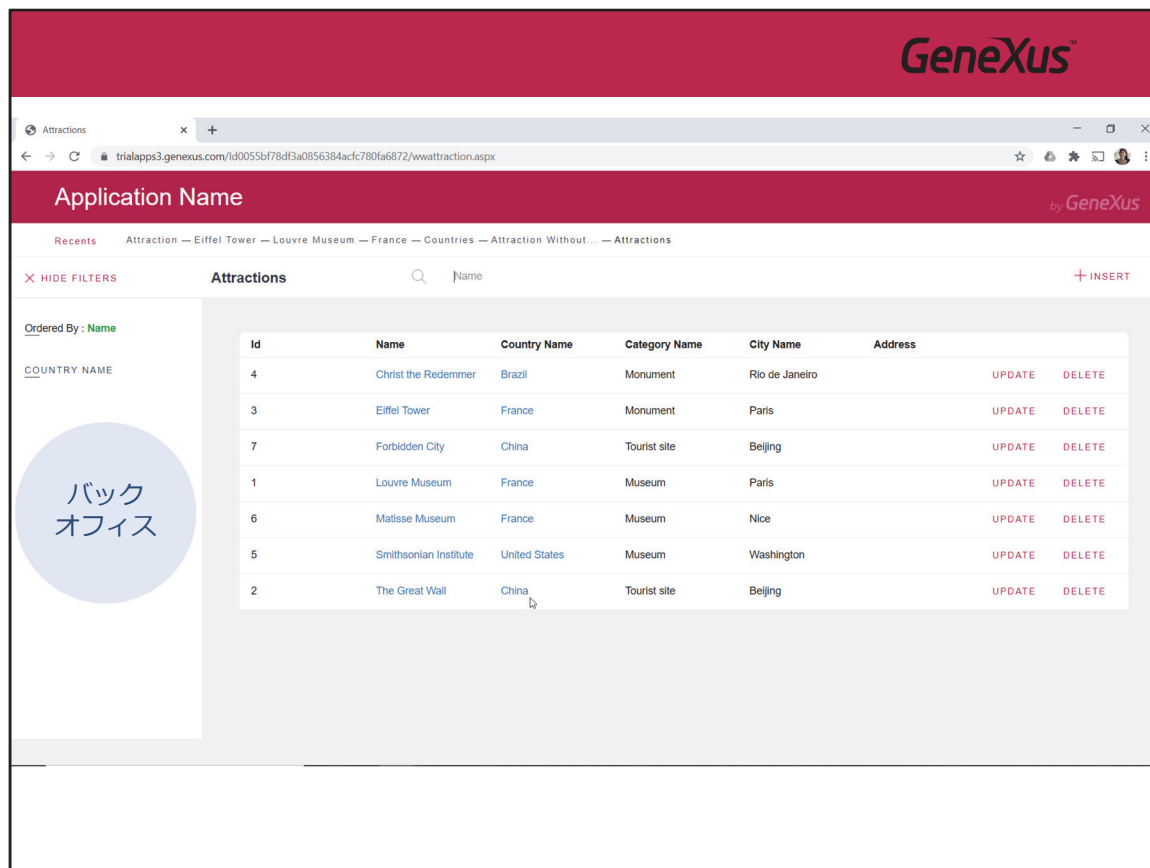 GeneXus™
Attractions
trialapps3.genexus.com/Id0055bf78df3a0856384acfc780fa6872/wwattraction.aspx
Application Name
by GeneXus
Recents Attraction — Eiffel Tower — Louvre Museum — France — Countries — Attraction Without... — Attractions
HIDE FILTERS Attractions Name INSERT
Ordered By : Name
COUNTRY NAME
バック
オフィス
Id Name Country Name Category Name City Name Address
4 Christ the Redemmer Brazil Monument Rio de Janeiro UPDATE DELETE
3 Eiffel Tower France Monument Paris UPDATE DELETE
7 Forbidden City China Tourist site Beijing UPDATE DELETE
1 Louvre Museum France Museum Paris UPDATE DELETE
6 Matisse Museum France Museum Nice UPDATE DELETE
5 Smithsonian Institute United States Museum Washington UPDATE DELETE
2 The Great Wall China Tourist site Beijing UPDATE DELETE